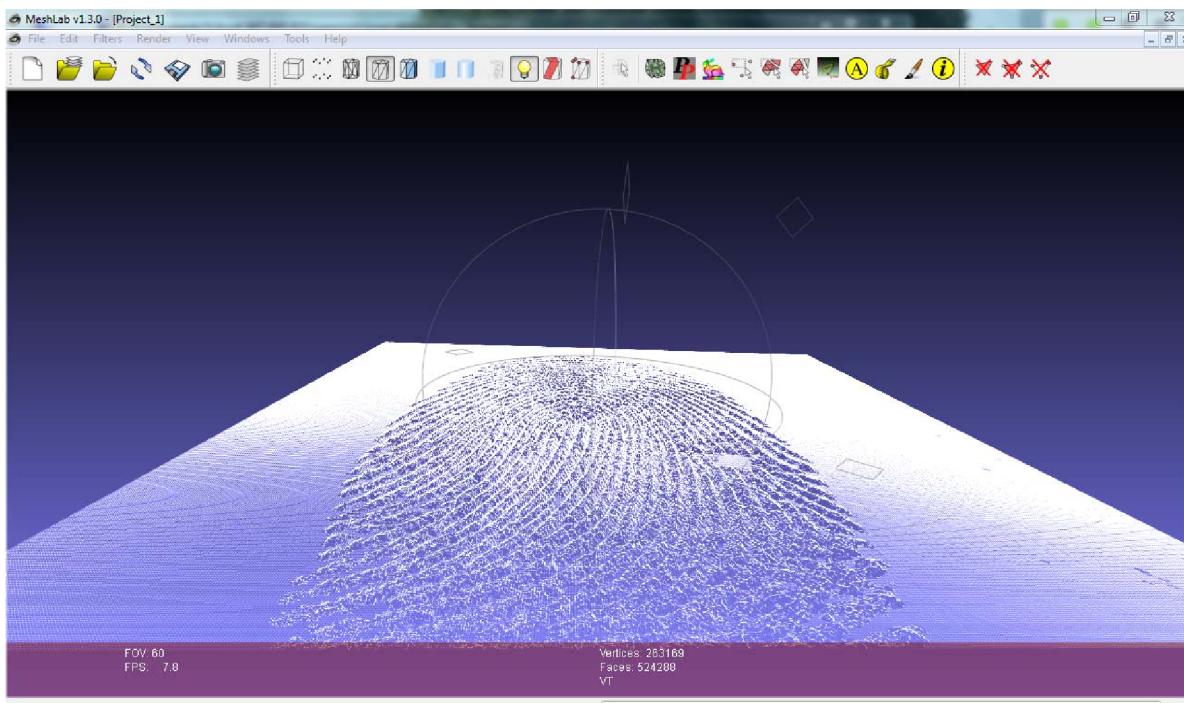 MeshLab v1.3.0 - [Project_1]
File Edit Filters Render View Windows Tools Help
FOV: 60
FPS: 7.8
Vertices: 263169
Faces: 524288
VT